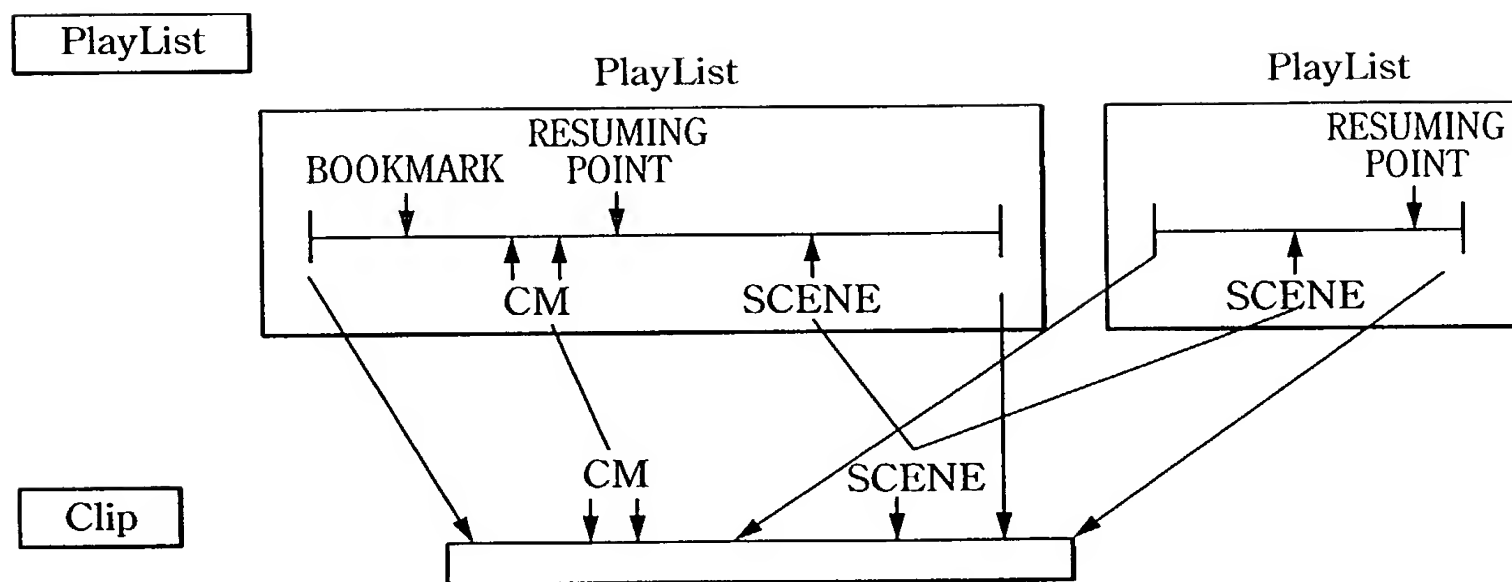 PlayList
PlayList
PlayList
BOOKMARK
RESUMING
POINT
RESUMING
POINT
CM
SCENE
SCENE
CM
SCENE
Clip